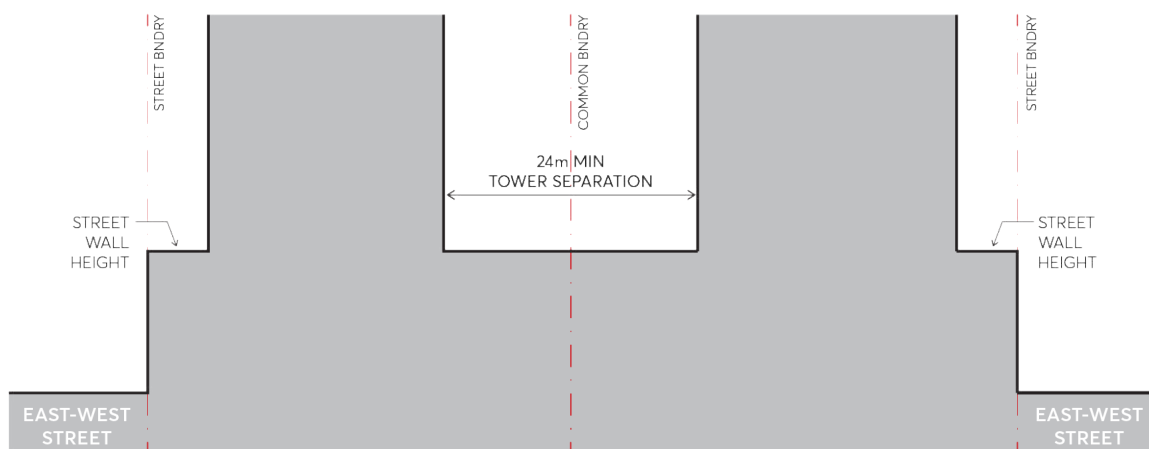 STREET BNDRY
COMMON BNDRY
STREET BNDRY
24m MIN
TOWER SEPARATION
STREET
WALL
HEIGHT
STREET
WALL
HEIGHT
EAST-WEST
STREET
EAST-WEST
STREET